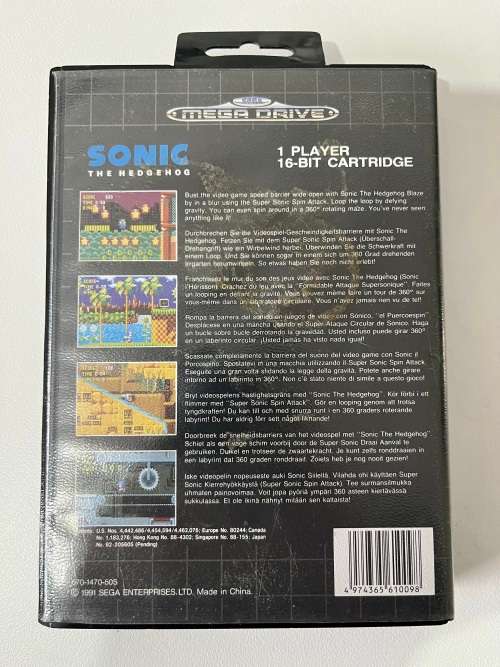 SEGA
MEGA DRIVE
SONIC
THE HEDGEHOG
1 PLAYER
16-BIT CARTRIDGE
Bust the video game speed barrier wide open with Sonic The Hedgehog Blaze
by in a blur using the Super Sonic Spin Attack. Loop the loop by defying
gravity. You can even spin around in a 360° rotating maze. You've never seen
anything like it!
Durchbrechen Sie die Videospiel-Geschwindigkeitsbarriere mit Sonic The
Hedgehog. Fetzen Sie mit dem Super Sonic Spin Attack (Überschall-
Drehangriff) wie ein Wirbelwind herbei. Überwinden Sie die Schwerkraft mit
einem Loop. Und Sie können sogar in einem sich um 360 Grad drehenden
Irrgarten herumwirbeln. So etwas haben Sie noch nicht erlebt!
Franchissez le mur du son des jeux video avec Sonic The Hedgehog (Sonic
l'Hérisson). Crachez du feu avec la "Formidable Attaque Supersonique". Faites
un looping en defiant la gravité. Vous pouvez même faire un tour de 360° sur
vous-même dans un labyrinthe circulaire. Vous n'avez jamais rien vu de tel!
Rompa la barrera del sonido en juegos de video con Sónico, "el Puercoespin"
Desplácese en una mancha usando el Super Ataque Circular de Sónico. Haga
un bucle sobre bucle derotando la gravedad. Usted incluso puede girar 360°
en un laberinto circular. ¡Usted jamás ha visto nada igual!
Scassate completamente la barriera del suono del video game con Sonic il
Porcospino. Spostatevi in una macchia utilizzando il Super Sonic Spin Attack.
Eseguite una gran volta sfidando la legge della gravità. Potete anche girare
intorno ad un labirinto in 360°. Non c'è stato niente di simile a questo gioco!
Bryt videospelens hastighetsgräns med "Sonic The Hedgehog". Kör förbi i ett
flimmer med "Super Sonic Spin Attack". Gör en looping genom att trotsa
tyngdkraften! Du kan till och med snurra runt i en 360 graders roterande
labyrint! Du har aldrig förr sett något liknande!
Doorbreek de snelheidsbarriers van het videospel met "Sonic The Hedgehog"
Schiet als een vage schim voorbij door de Super Sonic Draai Aanval te
gebruiken. Duikel en trotseer de zwaartekracht. Je kunt zelfs ronddraaien in
een labyrint dat 360 graden ronddraait. Zoiets heb je nog nooit gezien!
Iske videopelin nopeuseste auki Sonic Siilellä. Vilahda ohi käyttäen Super
Sonic Kierrehyökkäystä (Super Sonic Spin Attack). Tee surmansilmukka
uhmaten painovoimaa. Voit jopa pyöriä ympäri 360 asteen kiertävässä
sukkulassa. Et ole ikinä nähnyt mitään sen kaltaista!
Patents: U.S. Nos. 4,442,486/4,454,594/4,462,076; Europe No. 80244; Canada
No. 1,183,276; Hong Kong No. 88-4302; Singapore No. 88-155; Japan
No. 82-205605 (Pending)
670-1470-50S
© 1991 SEGA ENTERPRISES.LTD. Made in China.
4 974365 610098